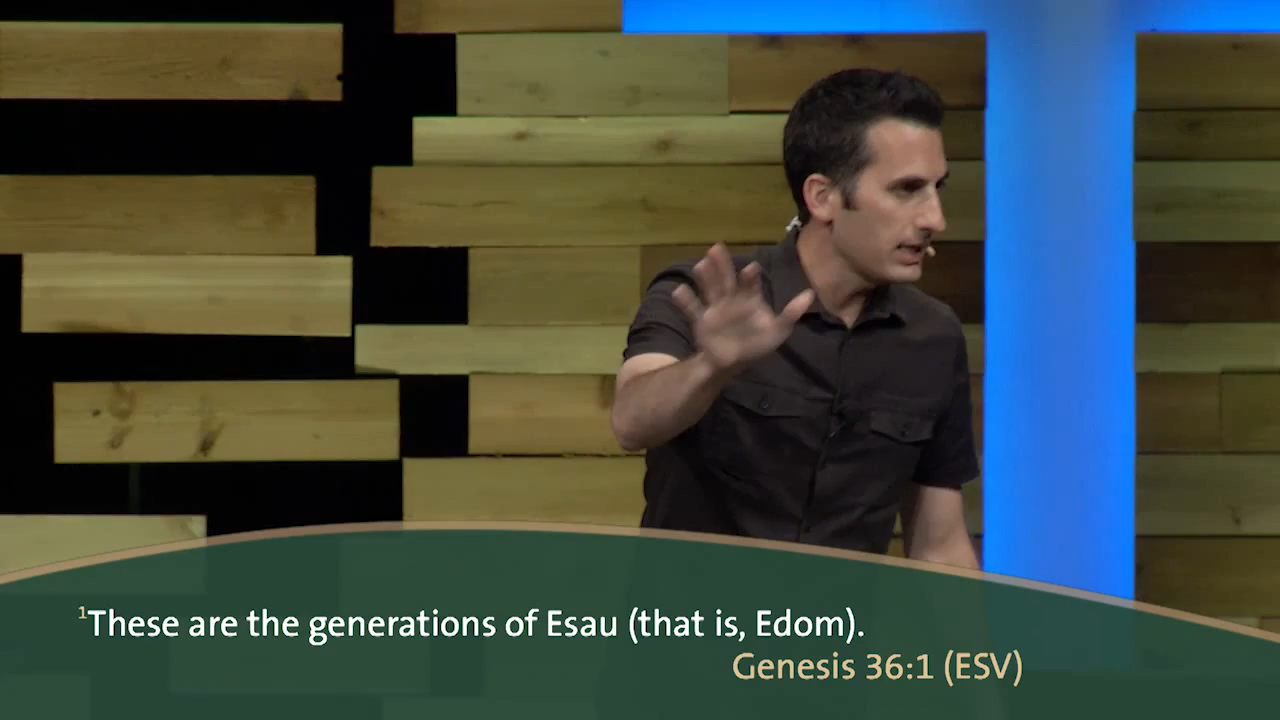 ¹These are the generations of Esau (that is, Edom).
Genesis 36:1 (ESV)